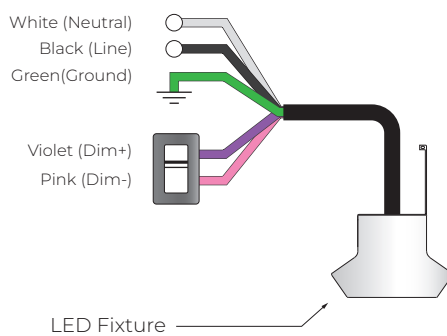 White (Neutral)
Black (Line)
Green(Ground)
Violet (Dim+)
Pink (Dim-)
LED Fixture